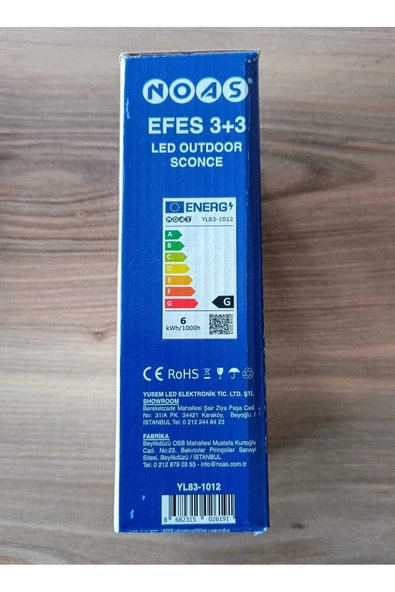 NOAS
EFES 3+3
LED OUTDOOR
SCONCE
ENERG
NOAS YL83-1012
A
B
C
D
E
F
G
G
6
kWh/1000h
CE RoHS
YUSEM LED ELEKTRONİK TİC. LTD. ŞTİ.
SHOWROOM
Bereketzade Mahallesi Şair Ziya Paşa Cad.
No: 31/A PK. 34421 Karaköy, Beyoğlu /
İSTANBUL Tel: 0 212 244 84 23
FABRİKA
Beylikdüzü OSB Mahallesi Mustafa Kurtoğlu
Cad. No:23, Bakırcılar Pirinççiler Sanayi
Sitesi, Beylikdüzü / İSTANBUL
Tel: 0 212 879 03 53 - info@noas.com.tr
YL83-1012
8 682315 026191